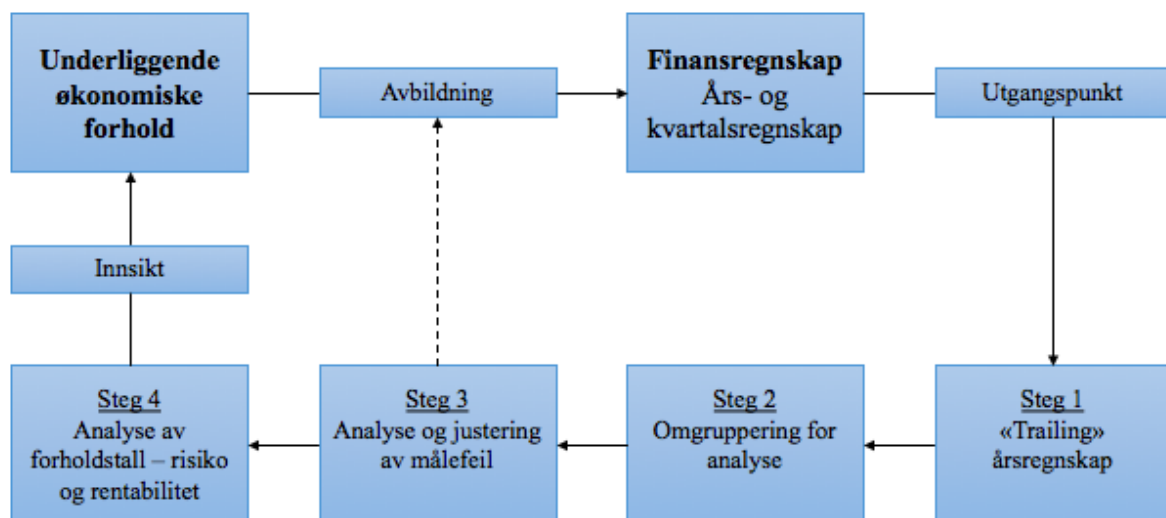 Underliggende
økonomiske
forhold
Avbildning
Finansregnskap
Års- og
kvartalsregnskap
Utgangspunkt
Innsikt
Steg 4
Analyse av
forholdstall – risiko
og rentabilitet
Steg 3
Analyse og justering
av målefeil
Steg 2
Omgruppering for
analyse
Steg 1
«Trailing»
årsregnskap